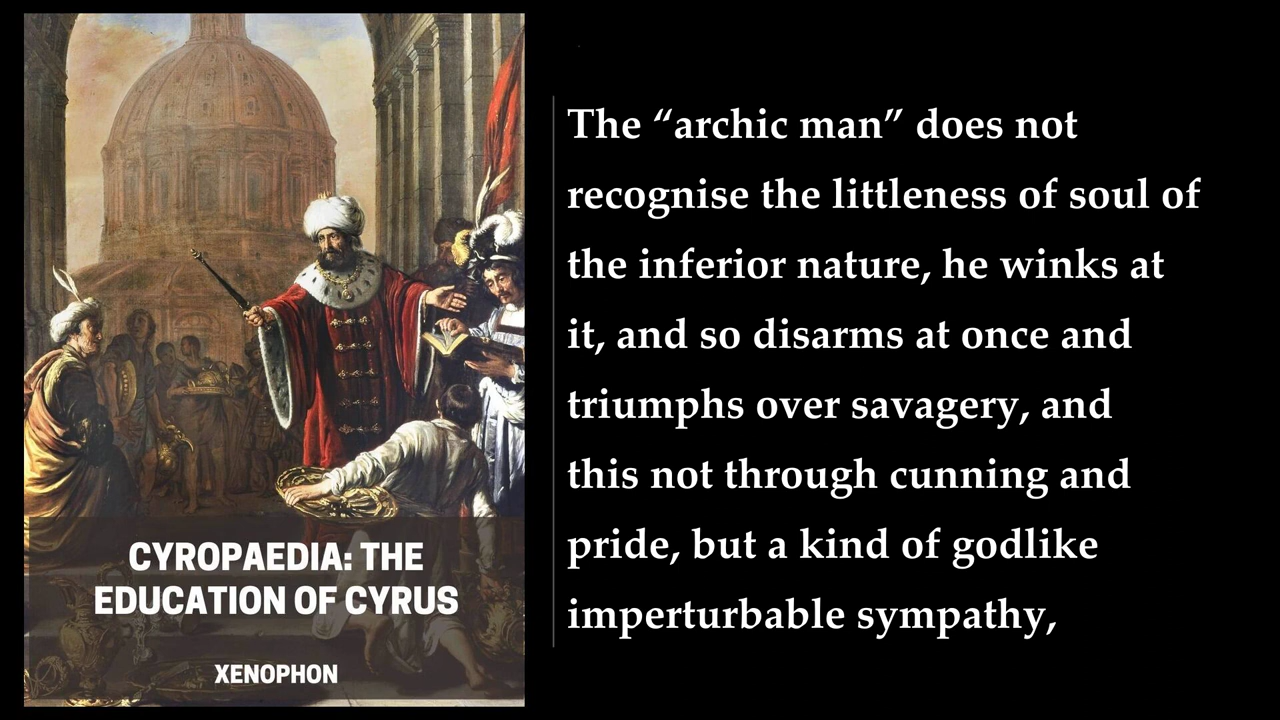 CYROPAEDIA: THE
EDUCATION OF CYRUS
XENOPHON
The “archic man” does not
recognise the littleness of soul of
the inferior nature, he winks at
it, and so disarms at once and
triumphs over savagery, and
this not through cunning and
pride, but a kind of godlike
imperturbable sympathy,